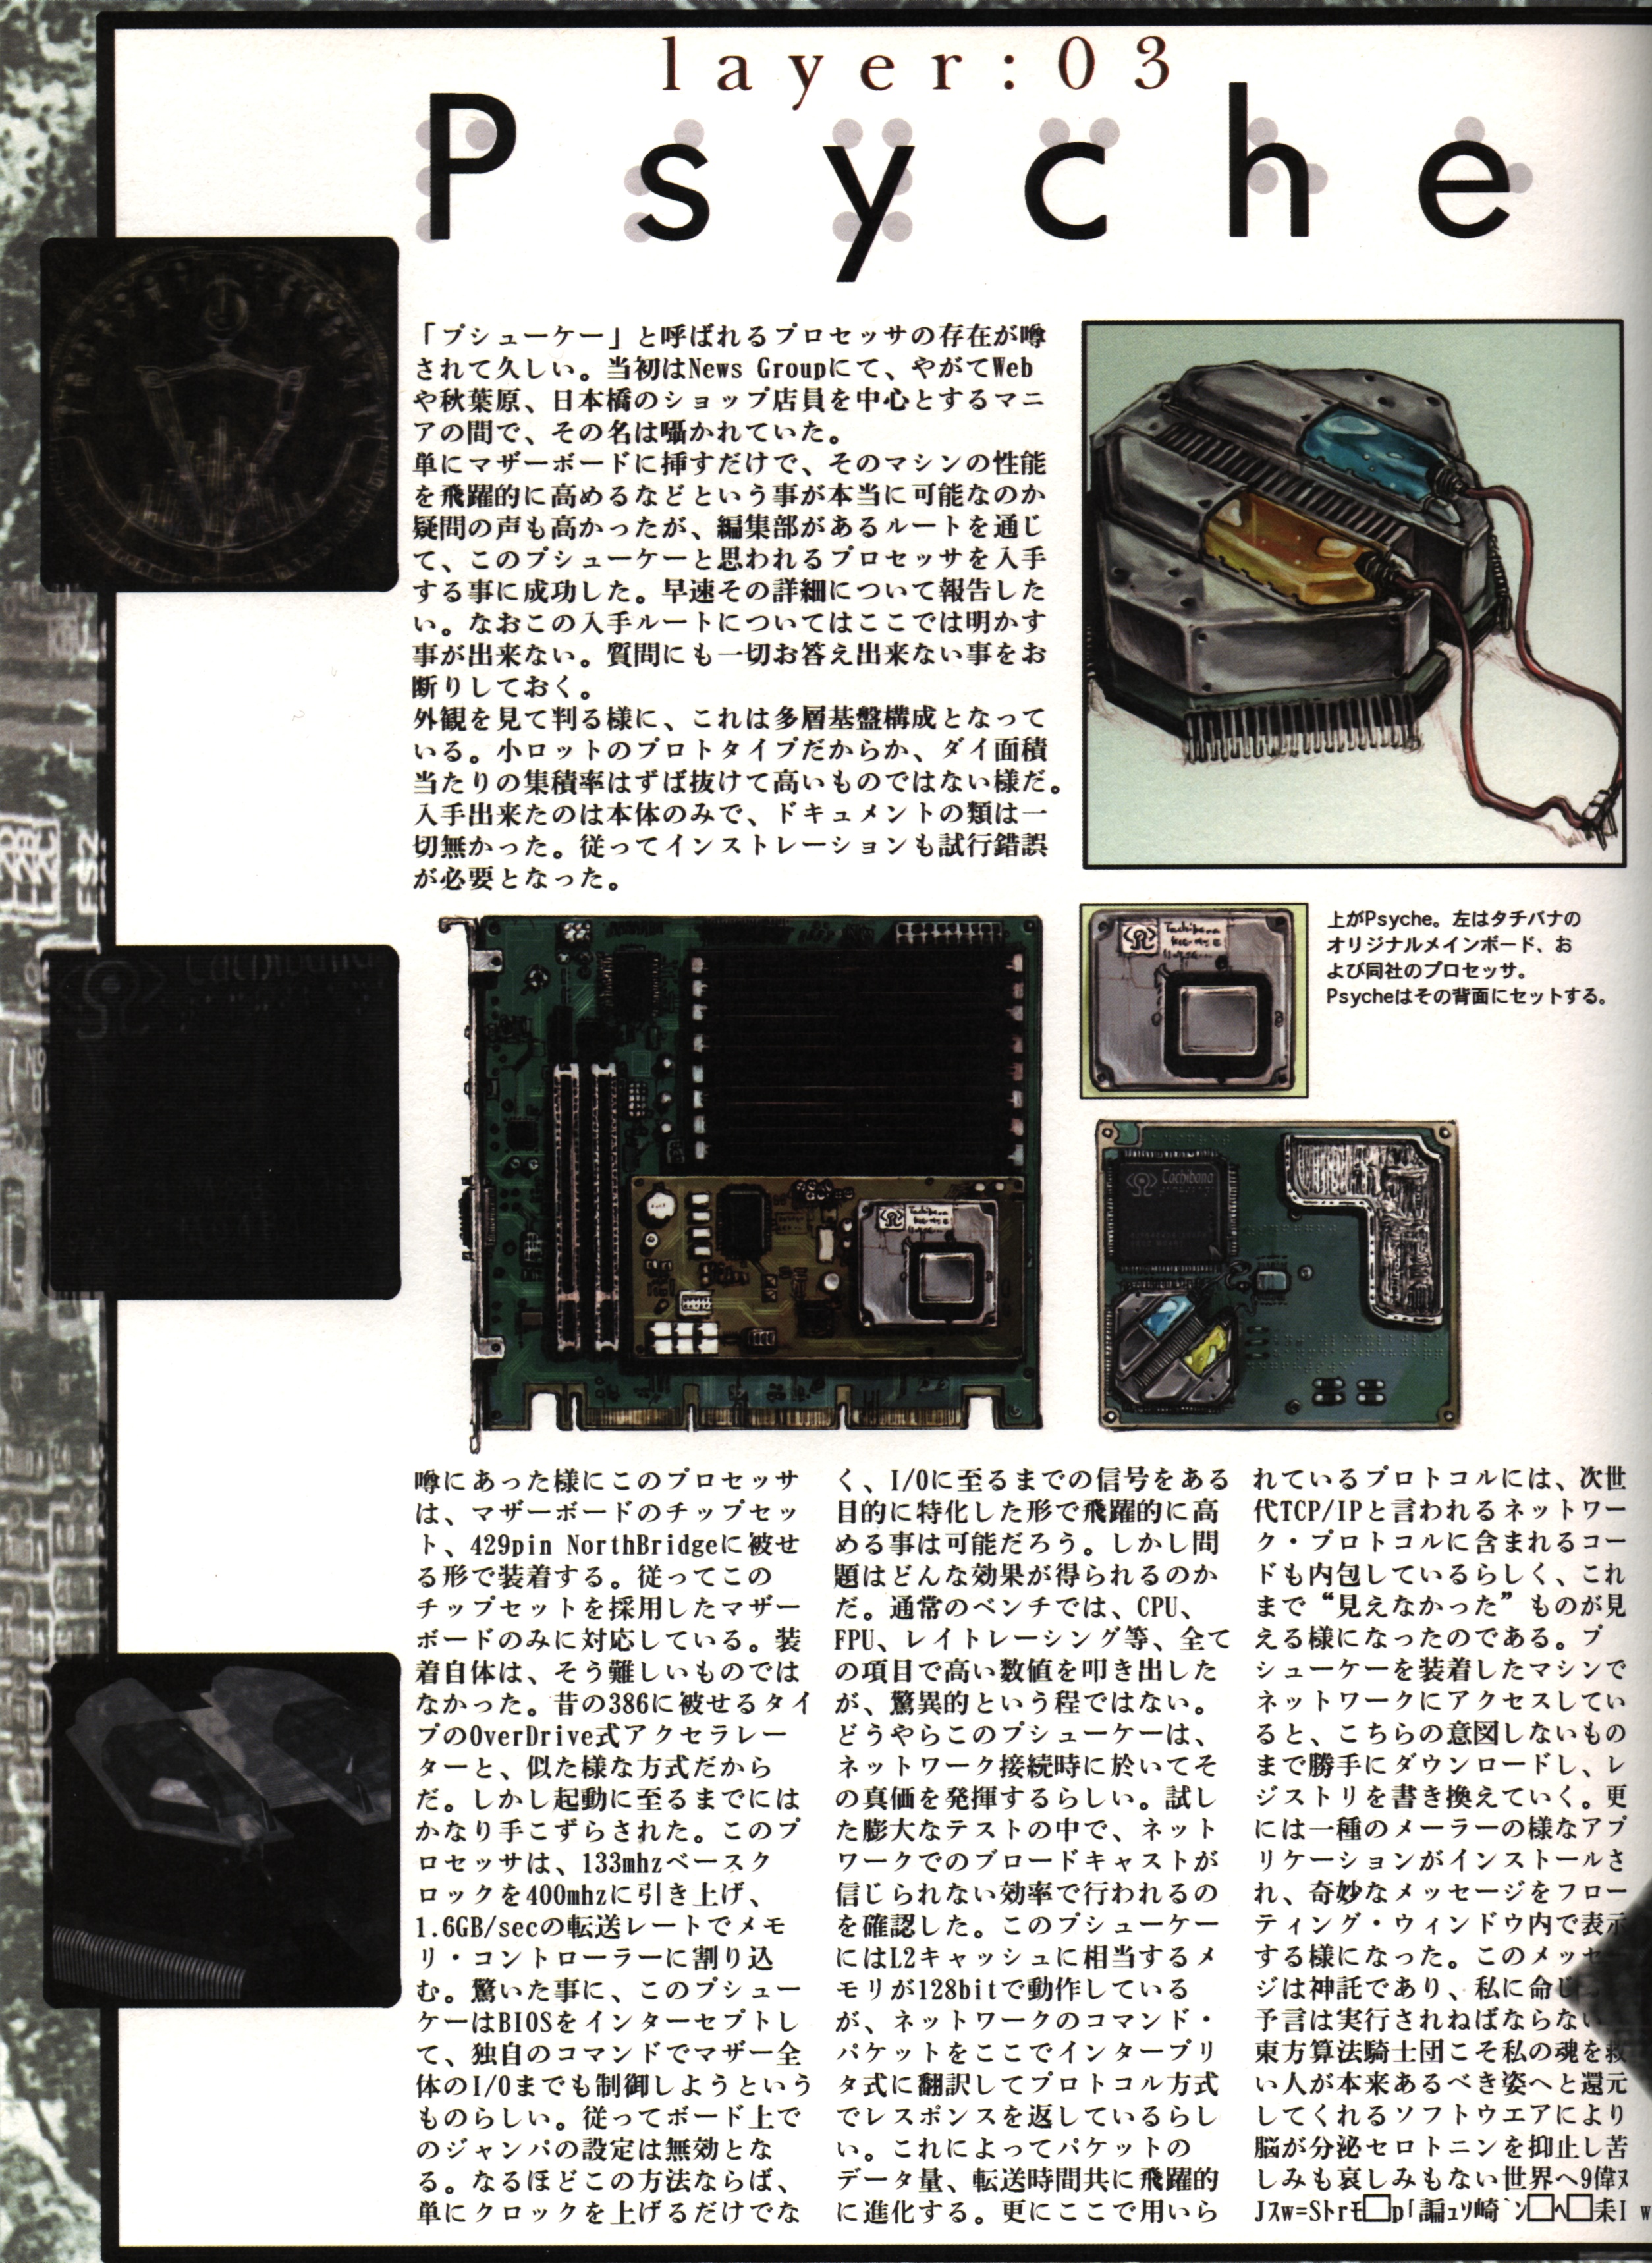 layer:03
Psyche
「プシューケー」と呼ばれるプロセッサの存在が噂
されて久しい。当初はNews Groupにて、やがてWeb
や秋葉原、日本橋のショップ店員を中心とするマニ
アの間で、その名は囁かれていた。
単にマザーボードに挿すだけで、そのマシンの性能
を飛躍的に高めるなどという事が本当に可能なのか
疑問の声も高かったが、編集部があるルートを通じ
て、このプシューケーと思われるプロセッサを入手
する事に成功した。早速その詳細について報告した
い。なおこの入手ルートについてはここでは明かす
事が出来ない。質問にも一切お答え出来ない事をお
断りしておく。
外観を見て判る様に、これは多層基盤構成となって
いる。小ロットのプロトタイプだからか、ダイ面積
当たりの集積率はずば抜けて高いものではない様だ。
入手出来たのは本体のみで、ドキュメントの類は一
切無かった。従ってインストレーションも試行錯誤
が必要となった。
上がPsyche。左はタチバナの
オリジナルメインボード、お
よび同社のプロセッサ。
Psycheはその背面にセットする。
Tachibana
Tachibana
Tachibana
Tachibana
噂にあった様にこのプロセッサ
は、マザーボードのチップセッ
ト、429pin NorthBridgeに被せ
る形で装着する。従ってこの
チップセットを採用したマザー
ボードのみに対応している。装
着自体は、そう難しいものでは
なかった。昔の386に被せるタイ
プのOverDrive式アクセラレー
ターと、似た様な方式だから
だ。しかし起動に至るまでには
かなり手こずらされた。このプ
ロセッサは、133mhzベースク
ロックを400mhzに引き上げ、
1.6GB/secの転送レートでメモ
リ・コントローラーに割り込
む。驚いた事に、このプシュー
ケーはBIOSをインターセプトし
て、独自のコマンドでマザー全
体のI/Oまでも制御しようという
ものらしい。従ってボード上で
のジャンパの設定は無効とな
る。なるほどこの方法ならば、
単にクロックを上げるだけでな
く、I/Oに至るまでの信号をある
目的に特化した形で飛躍的に高
める事は可能だろう。しかし問
題はどんな効果が得られるのか
だ。通常のベンチでは、CPU、
FPU、レイトレーシング等、全て
の項目で高い数値を叩き出した
が、驚異的という程ではない。
どうやらこのプシューケーは、
ネットワーク接続時に於いてそ
の真価を発揮するらしい。試し
た膨大なテストの中で、ネット
ワークでのブロードキャストが
信じられない効率で行われるの
を確認した。このプシューケー
にはL2キャッシュに相当するメ
モリが128bitで動作している
が、ネットワークのコマンド・
パケットをここでインタープリ
タ式に翻訳してプロトコル方式
でレスポンスを返しているらし
い。これによってパケットの
データ量、転送時間共に飛躍的
に進化する。更にここで用いら
れているプロトコルには、次世
代TCP/IPと言われるネットワー
ク・プロトコルに含まれるコー
ドも内包しているらしく、これ
まで“見えなかった”ものが見
える様になったのである。プ
シューケーを装着したマシンで
ネットワークにアクセスしてい
ると、こちらの意図しないもの
まで勝手にダウンロードし、レ
ジストリを書き換えていく。更
には一種のメーラーの様なアプ
リケーションがインストールさ
れ、奇妙なメッセージをフロー
ティング・ウィンドウ内で表示
する様になった。このメッセー
ジは神託であり、私に命じ
予言は実行されねばならない
東方算法騎士団こそ私の魂を救
い人が本来あるべき姿へと還元
してくれるソフトウエアにより
脳が分泌セロトニンを抑止し苦
しみも哀しみもない世界へ9偉ヌ
Jスw=Shrモ□p「謆ュソ崎`ン□ヘ□耒I w